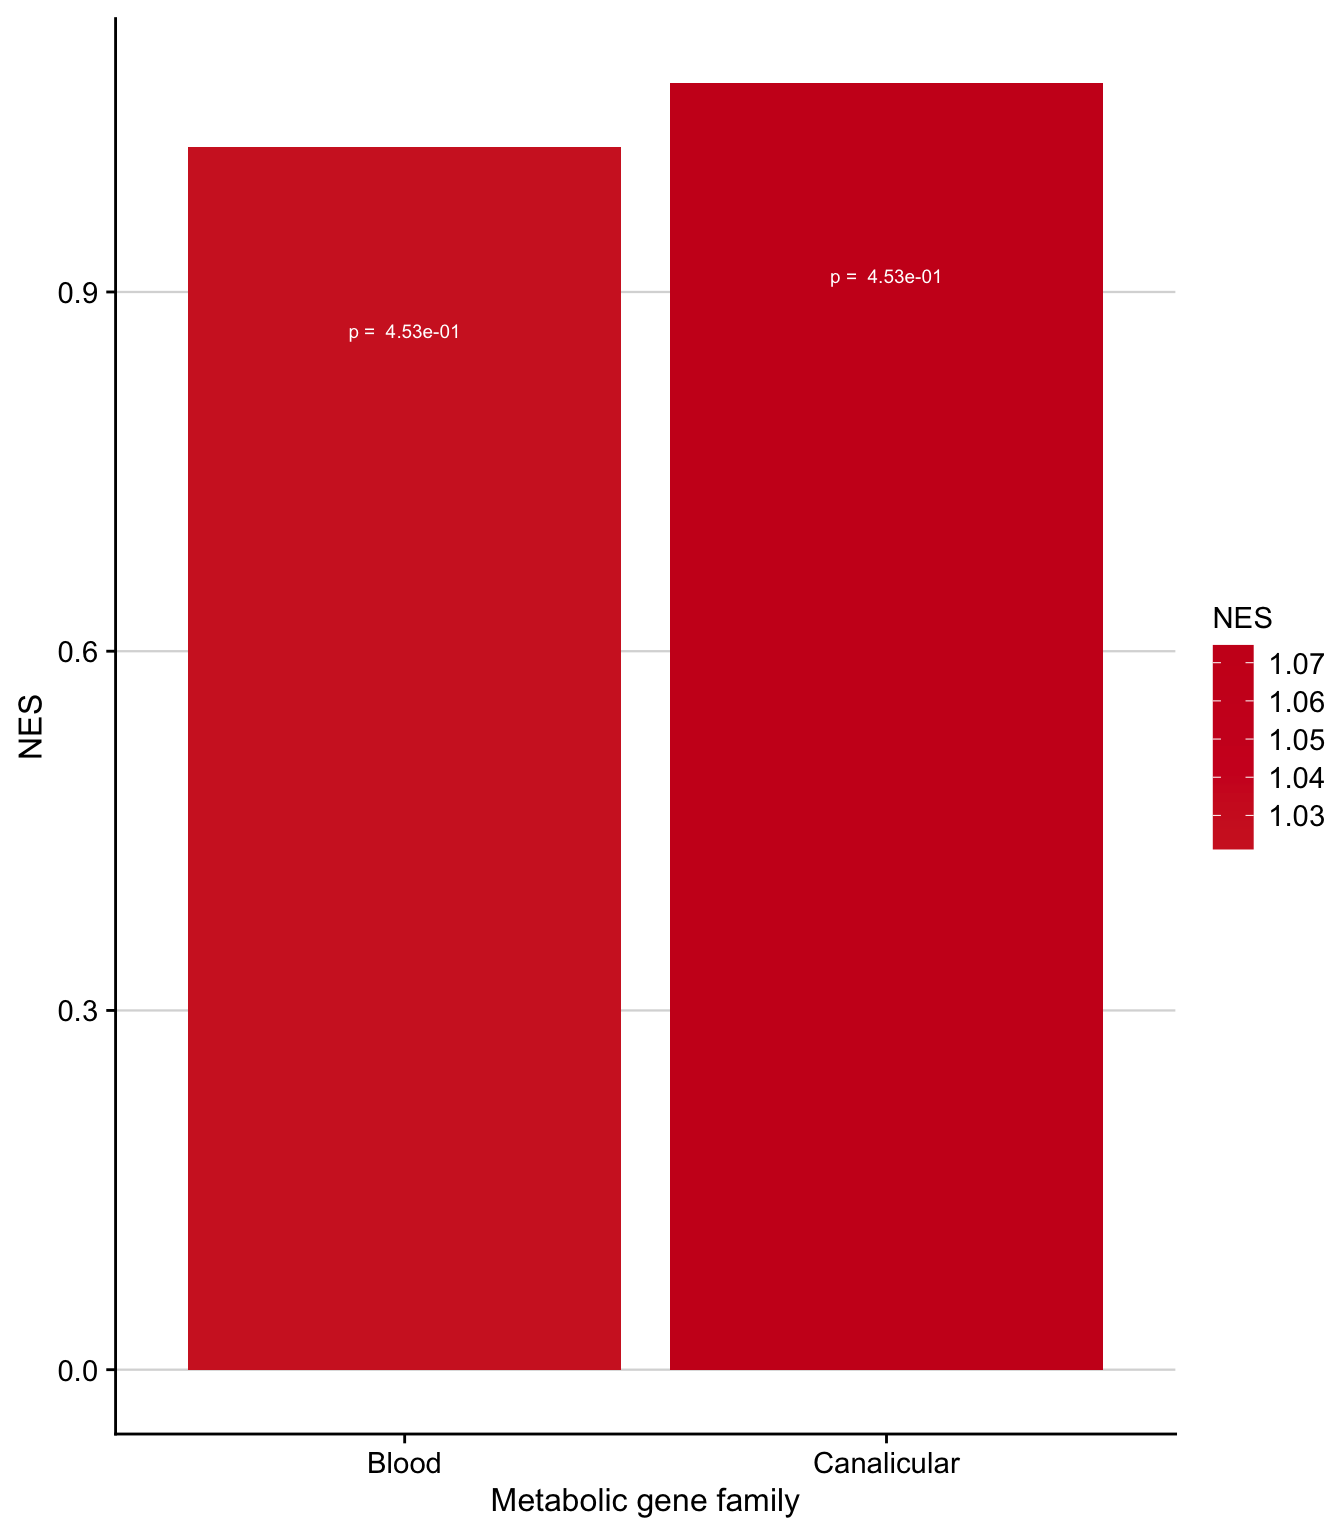 0.9
0.6
0.3
0.0
NES
p = 4.53e-01
p = 4.53e-01
Blood
Canalicular
Metabolic gene family
NES
1.07
1.06
1.05
1.04
1.03